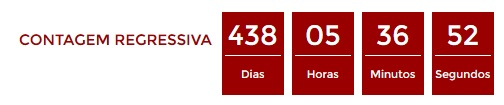 CONTAGEM REGRESSIVA 438 05 36 52
Dias Horas Minutos Segundos